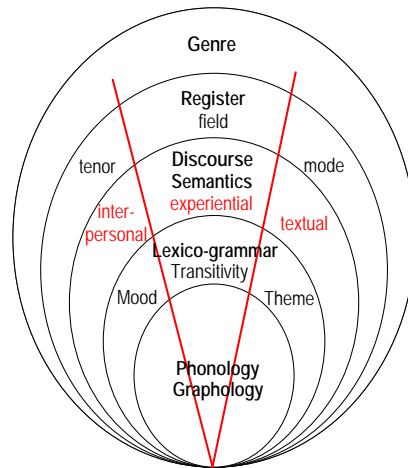 Genre
Register
field
tenor
mode
Discourse
Semantics
experiential
inter-
personal
textual
Lexico-grammar
Transitivity
Mood
Theme
Phonology
Graphology